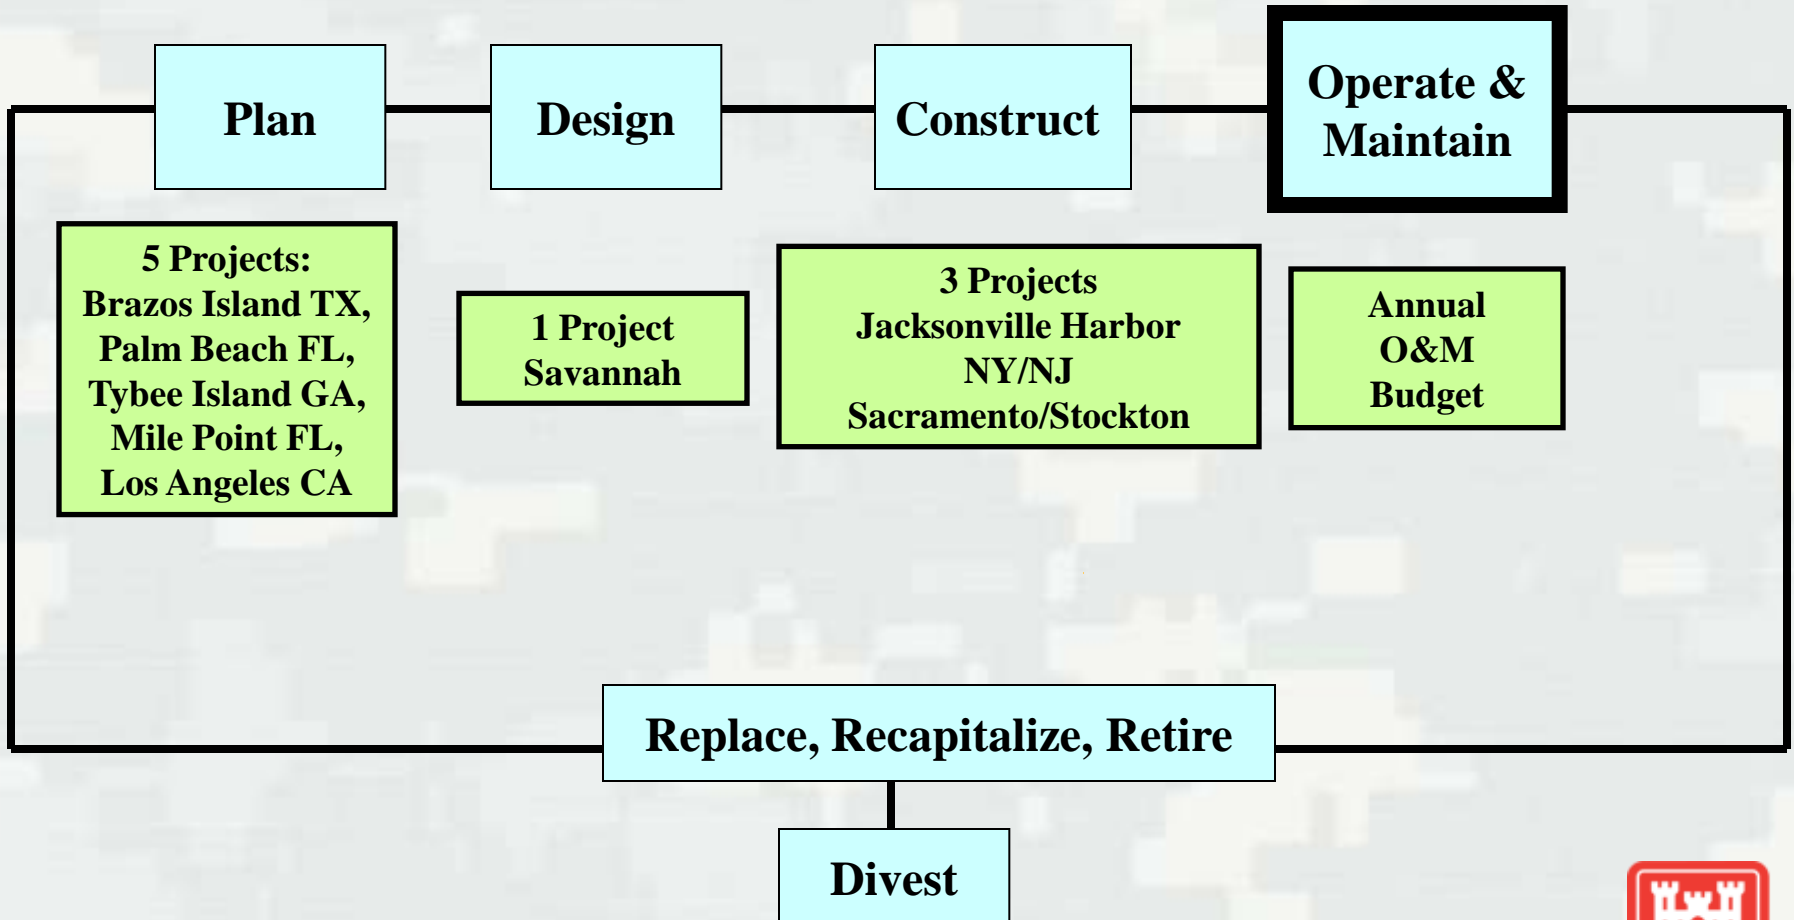 Plan
Design
Construct
Operate &
Maintain
5 Projects:
Brazos Island TX,
Palm Beach FL,
Tybee Island GA,
Mile Point FL,
Los Angeles CA
1 Project
Savannah
3 Projects
Jacksonville Harbor
NY/NJ
Sacramento/Stockton
Annual
O&M
Budget
Replace, Recapitalize, Retire
Divest